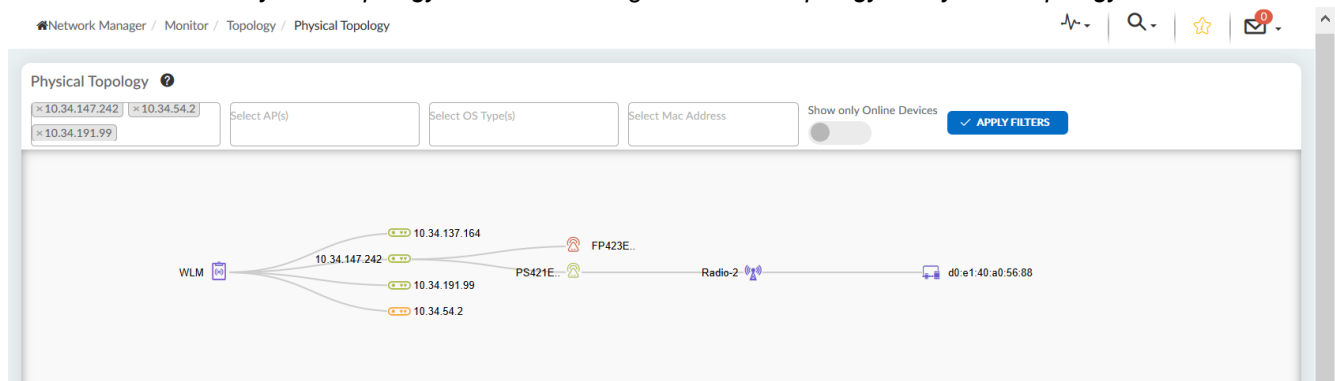 Network Manager / Monitor / Topology / Physical Topology
0
Physical Topology ?
×10.34.147.242 ×10.34.54.2
×10.34.191.99
Select AP(s)
Select OS Type(s)
Select Mac Address
Show only Online Devices
✓ APPLY FILTERS
10.34.137.164
FP423E..
10.34.147.242
WLM
PS421E..
Radio-2
d0:e1:40:a0:56:88
10.34.191.99
10.34.54.2